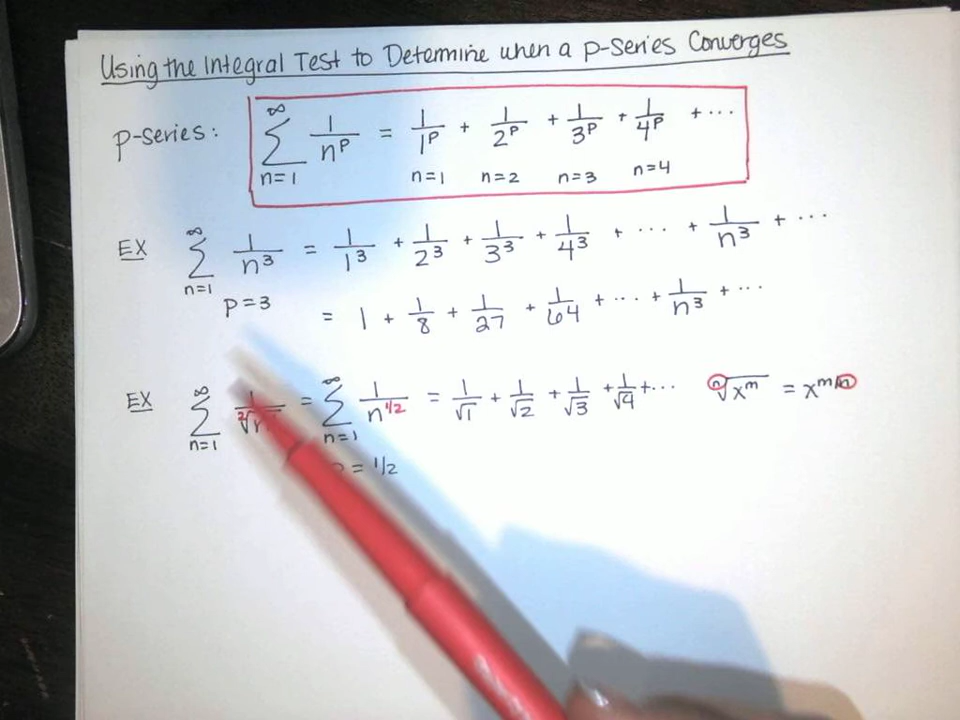 Using the Integral Test to Determine when a p-Series Converges
p-series: ∞ ∑ n=1 1/n^p = 1/1^p + 1/2^p + 1/3^p + 1/4^p + ...
n=1 n=2 n=3 n=4
EX ∞ ∑ n=1 1/n^3 = 1/1^3 + 1/2^3 + 1/3^3 + 1/4^3 + ... + 1/n^3 + ...
p=3 = 1 + 1/8 + 1/27 + 1/64 + ... + 1/n^3 + ...
EX ∞ ∑ n=1 = ∞ ∑ n=1 1/n^1/2 = 1/√1 + 1/√2 + 1/√3 + 1/√4 + ... n√x^m = x^m/n
= 1/2